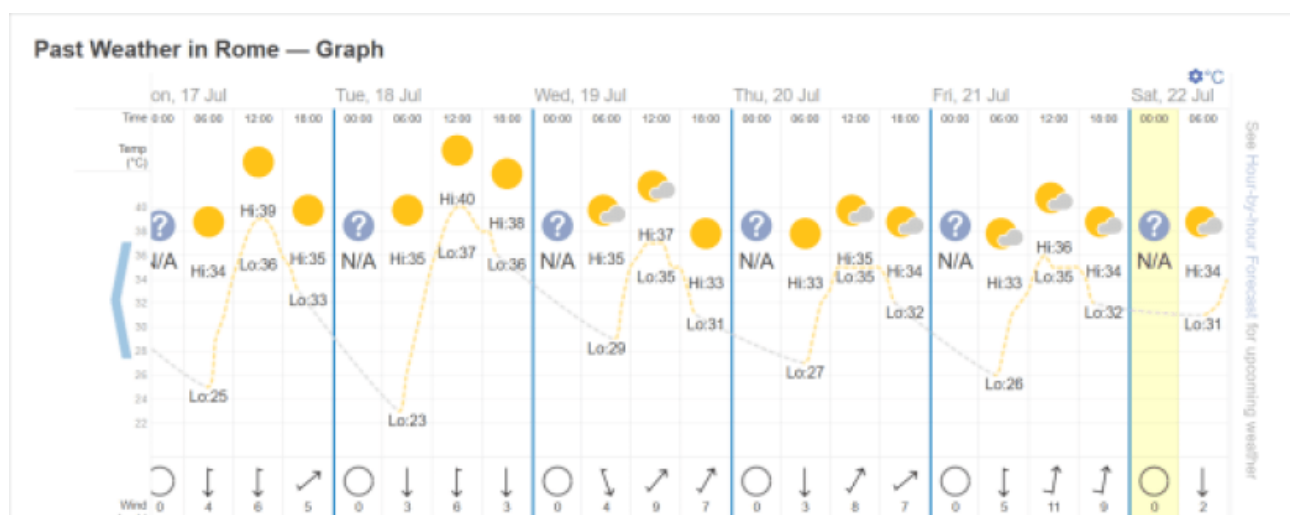 Past Weather in Rome — Graph
°C
on, 17 Jul Tue, 18 Jul Wed, 19 Jul Thu, 20 Jul Fri, 21 Jul Sat, 22 Jul
Time 0:00 06:00 12:00 18:00 00:00 06:00 12:00 18:00 00:00 06:00 12:00 18:00 00:00 06:00 12:00 18:00 00:00 06:00 12:00 18:00 00:00 06:00
Temp
(°C)
40 ? Hi:39 ? Hi:40 Hi:38 ? Hi:37 ? ? Hi:36 ?
38
36 N/A Hi:34 Lo:36 Hi:35 N/A Hi:35 Lo:37 Lo:36 N/A Hi:35 Lo:35 Hi:33 N/A Hi:33 Hi:35 Lo:35 Hi:34 N/A Hi:33 Lo:35 Hi:34 N/A Hi:34
34
32 Lo:33 Lo:31 Lo:32 Lo:32 Lo:31
30
28 Lo:29
26 Lo:25 Lo:27 Lo:26
24 Lo:23
22
Wind 0 4 6 5 0 3 6 3 0 4 9 7 0 3 8 7 0 5 11 9 0 2
See Hour-by-hour Forecast for upcoming weather